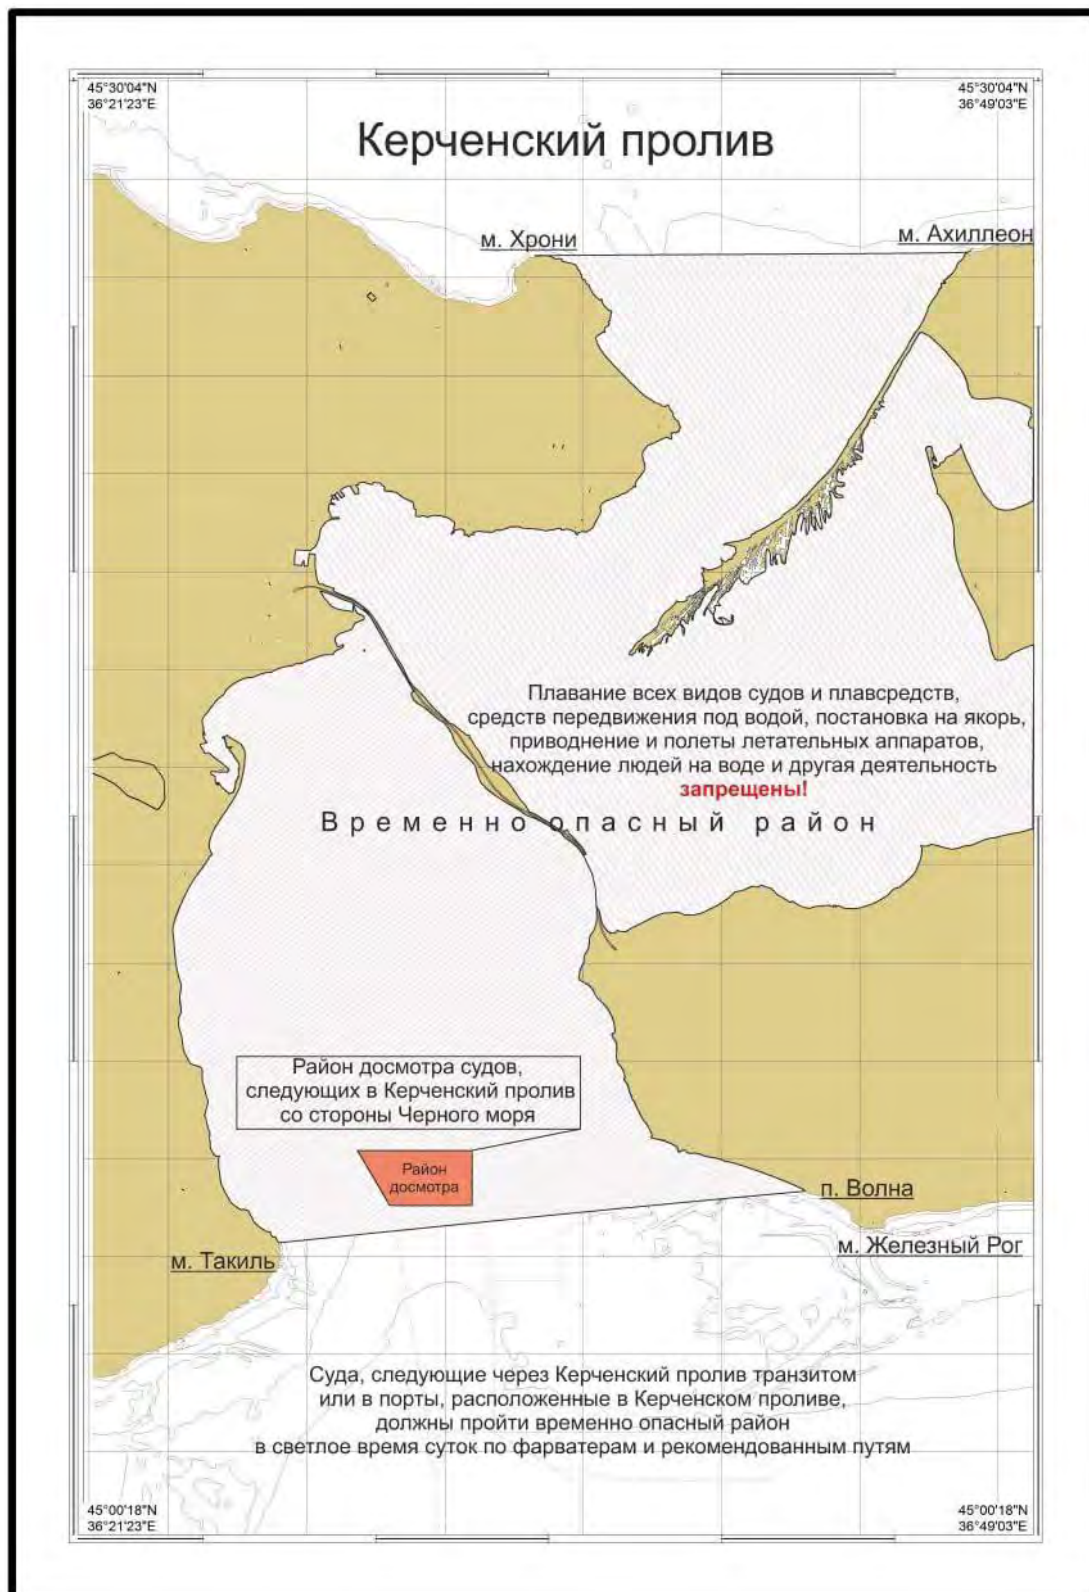 45°30'04"N
36°21'23"E
45°30'04"N
36°49'03"E
Керченский пролив
м. Хрони
м. Ахиллеон
Плавание всех видов судов и плавсредств,
средств передвижения под водой, постановка на якорь,
приводнение и полеты летательных аппаратов,
нахождение людей на воде и другая деятельность
запрещены!
Временно опасный район
Район досмотра судов,
следующих в Керченский пролив
со стороны Черного моря
Район
досмотра
п. Волна
м. Железный Рог
м. Такиль
Суда, следующие через Керченский пролив транзитом
или в порты, расположенные в Керченском проливе,
должны пройти временно опасный район
в светлое время суток по фарватерам и рекомендованным путям
45°00'18"N
36°21'23"E
45°00'18"N
36°49'03"E